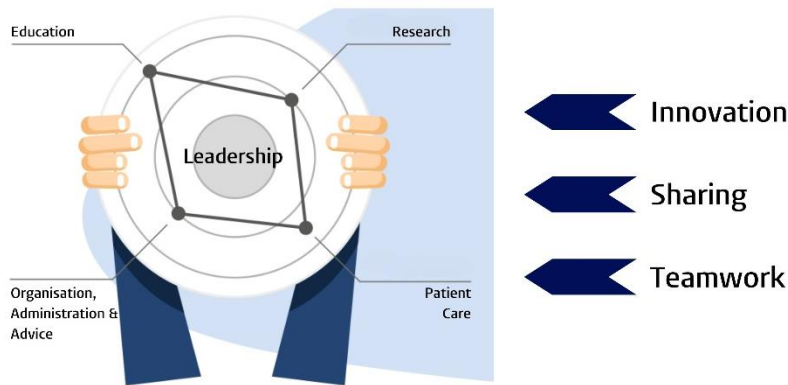 Education
Research
Leadership
Organisation,
Administration &
Advice
Patient
Care
Innovation
Sharing
Teamwork